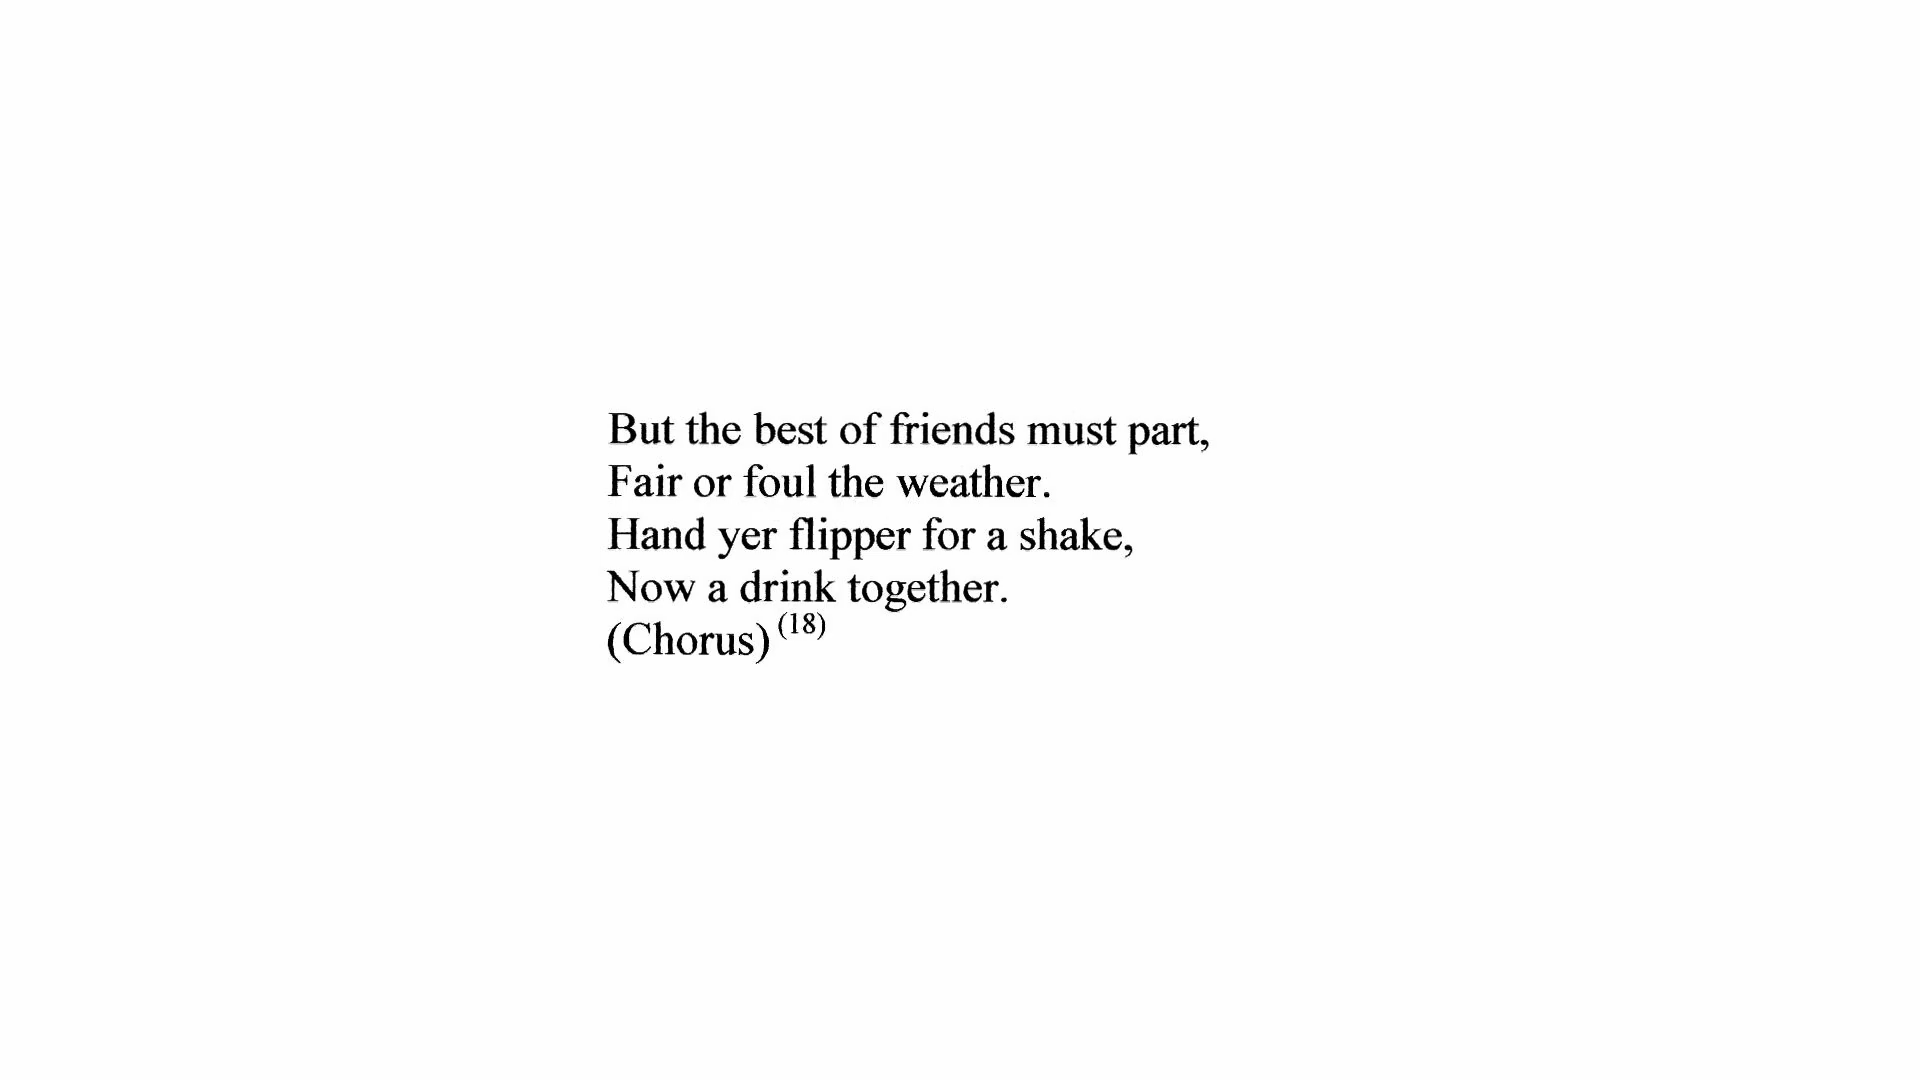 But the best of friends must part,
Fair or foul the weather.
Hand yer flipper for a shake,
Now a drink together.
(Chorus) (18)